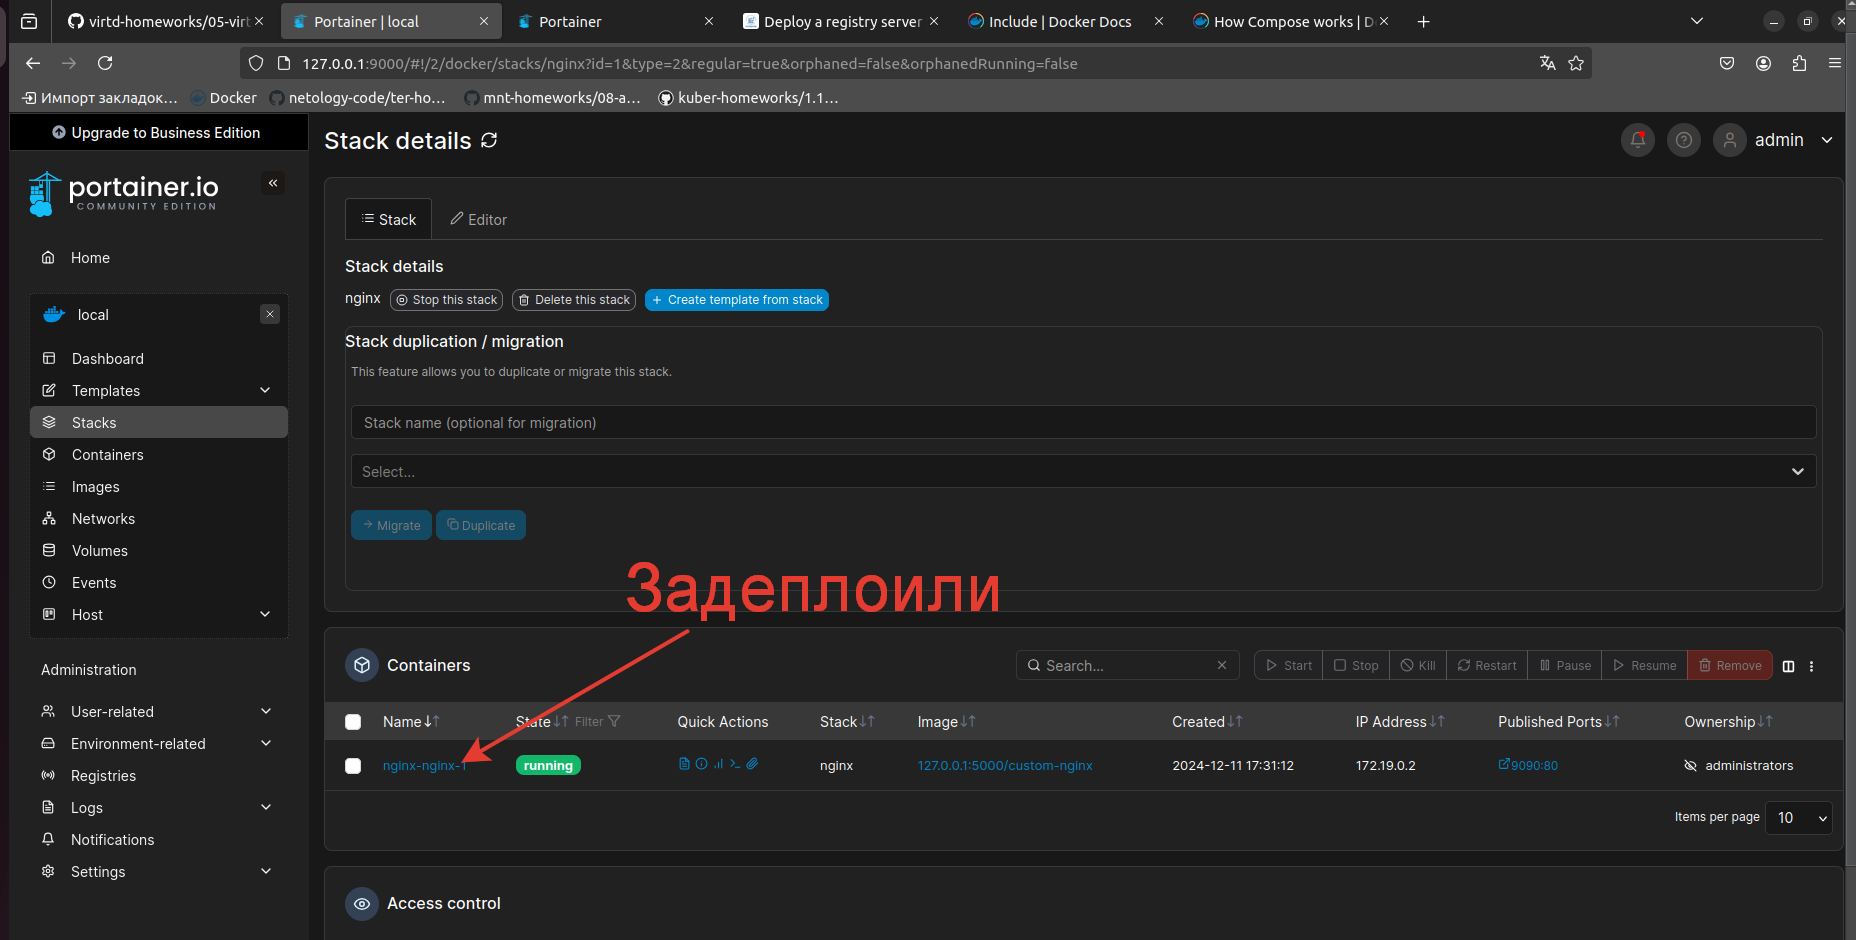 virtd-homeworks/05-virt
Portainer | local
Portainer
Deploy a registry server
Include | Docker Docs
How Compose works | D
127.0.0.1:9000/#!/2/docker/stacks/nginx?id=1&type=2&regular=true&orphaned=false&orphanedRunning=false
Импорт закладок…
Docker
netology-code/ter-ho…
mnt-homeworks/08-a…
kuber-homeworks/1.1…
Upgrade to Business Edition
portainer.io
COMMUNITY EDITION
Home
local
Dashboard
Templates
Stacks
Containers
Images
Networks
Volumes
Events
Host
Administration
User-related
Environment-related
Registries
Logs
Notifications
Settings
Stack details
admin
Stack
Editor
Stack details
nginx
Stop this stack
Delete this stack
Create template from stack
Stack duplication / migration
This feature allows you to duplicate or migrate this stack.
Stack name (optional for migration)
Select...
Migrate
Duplicate
Задеплоили
Containers
Search...
Start
Stop
Kill
Restart
Pause
Resume
Remove
Name
State
Filter
Quick Actions
Stack
Image
Created
IP Address
Published Ports
Ownership
nginx-nginx-1
running
nginx
127.0.0.1:5000/custom-nginx
2024-12-11 17:31:12
172.19.0.2
9090:80
administrators
Items per page
10
Access control